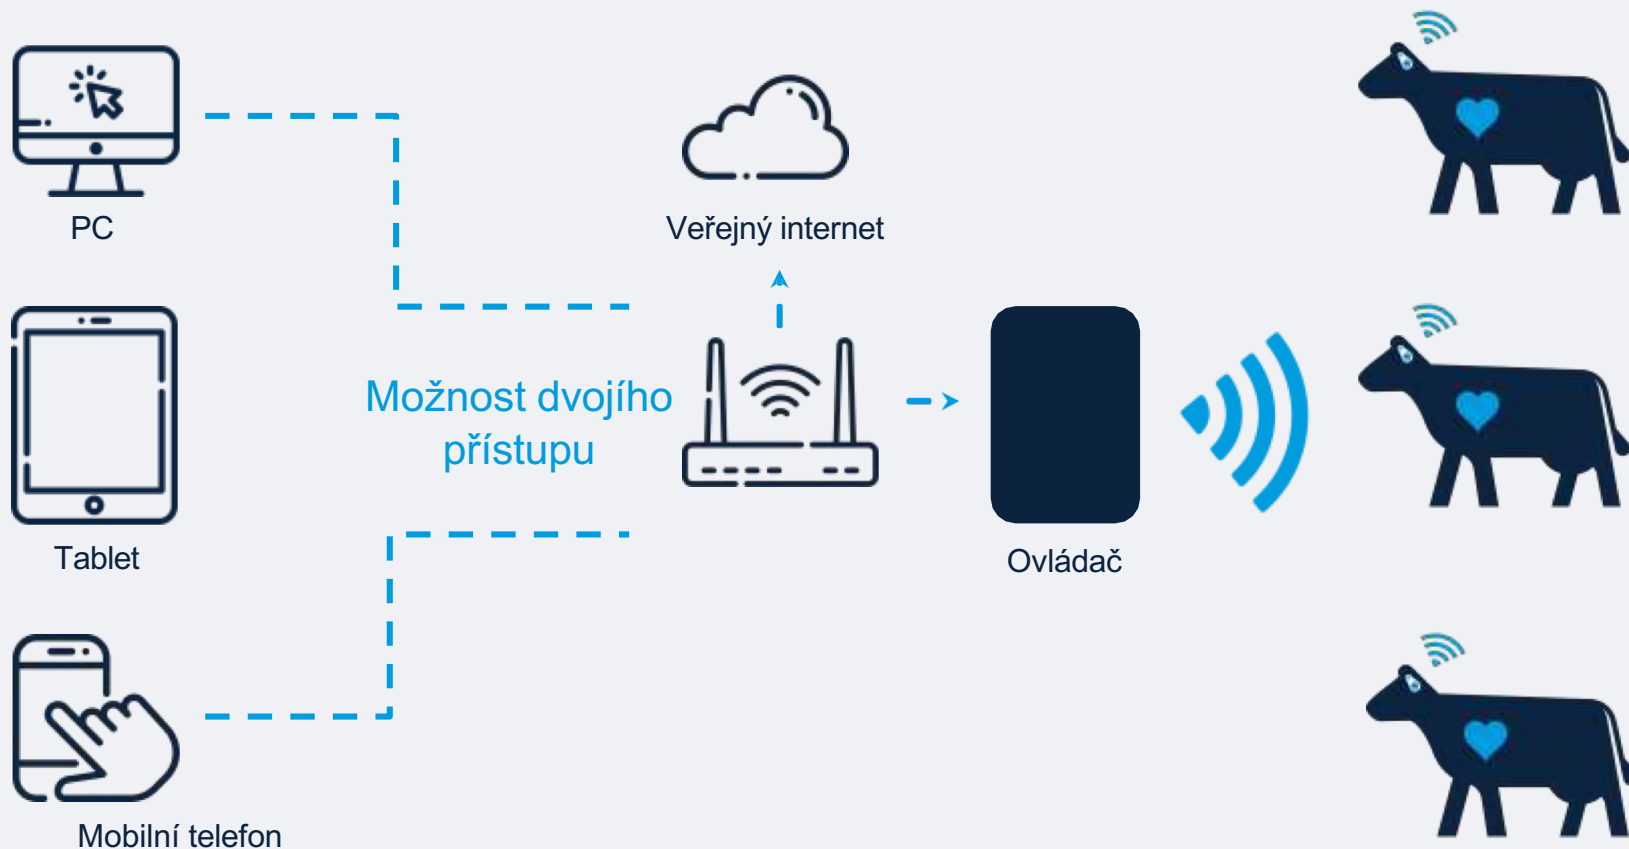 PC
Veřejný internet
Možnost dvojího
přístupu
Tablet
Ovládač
Mobilní telefon